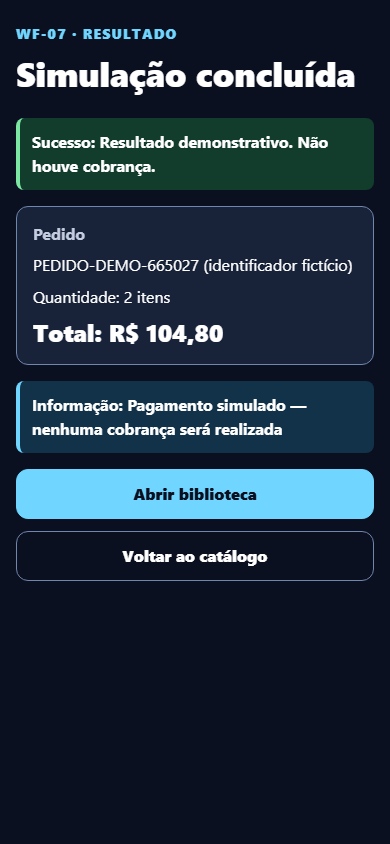 WF-07 · RESULTADO
Simulação concluída
Sucesso: Resultado demonstrativo. Não
houve cobrança.
Pedido
PEDIDO-DEMO-665027 (identificador fictício)
Quantidade: 2 itens
Total: R$ 104,80
Informação: Pagamento simulado —
nenhuma cobrança será realizada
Abrir biblioteca
Voltar ao catálogo